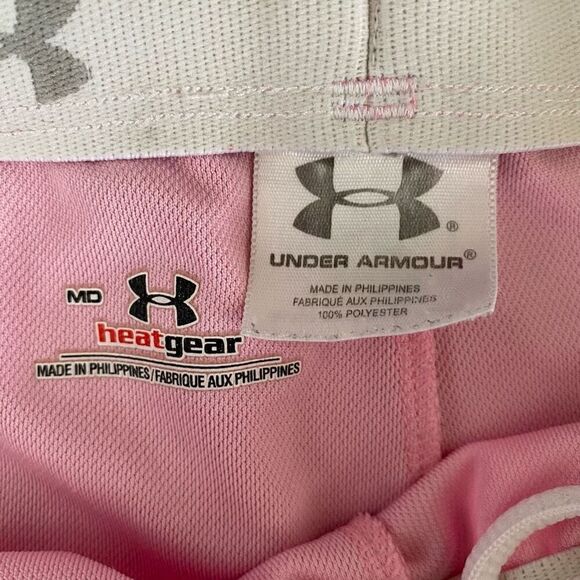 UNDER ARMOUR®
MADE IN PHILIPPINES
FABRIQUÉ AUX PHILIPPINES
100% POLYESTER
MD
heatgear
MADE IN PHILIPPINES/FABRIQUE AUX PHILIPPINES